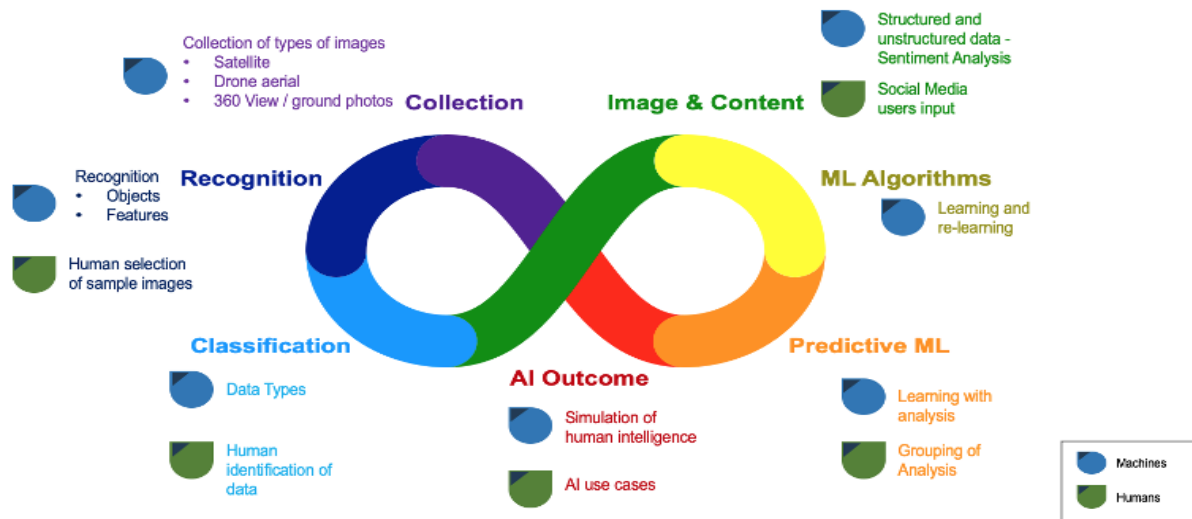 Collection of types of images
• Satellite
• Drone aerial
• 360 View / ground photos
Collection
Image & Content
Structured and
unstructured data -
Sentiment Analysis
Social Media
users input
Recognition
Recognition
• Objects
• Features
Human selection
of sample images
ML Algorithms
Learning and
re-learning
Classification
Data Types
Human
identification of
data
AI Outcome
Simulation of
human intelligence
AI use cases
Predictive ML
Learning with
analysis
Grouping of
Analysis
Machines
Humans